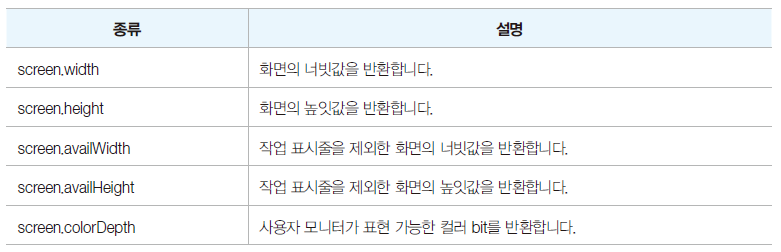 종류 설명
screen.width 화면의 너빗값을 반환합니다.
screen.height 화면의 높잇값을 반환합니다.
screen.availWidth 작업 표시줄을 제외한 화면의 너빗값을 반환합니다.
screen.availHeight 작업 표시줄을 제외한 화면의 높잇값을 반환합니다.
screen.colorDepth 사용자 모니터가 표현 가능한 컬러 bit를 반환합니다.